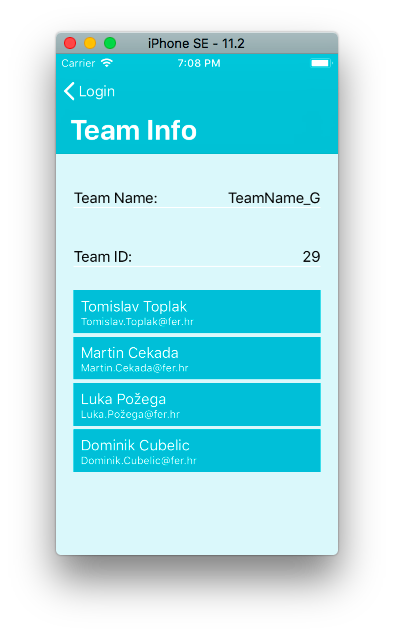 iPhone SE - 11.2
Carrier 7:08 PM
Login
Team Info
Team Name: TeamName_G
Team ID: 29
Tomislav Toplak
Tomislav.Toplak@fer.hr
Martin Cekada
Martin.Cekada@fer.hr
Luka Požega
Luka.Požega@fer.hr
Dominik Cubelic
Dominik.Cubelic@fer.hr